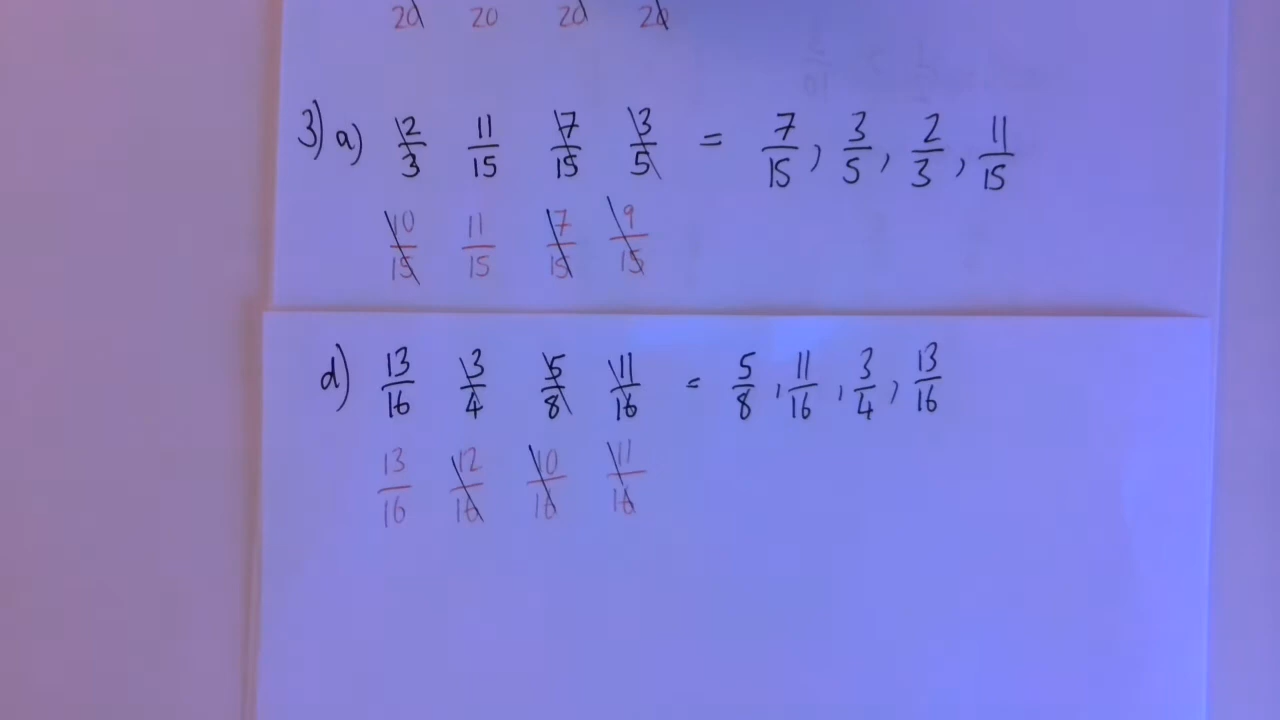 20 20 20 20
3) a) 2/3 11/15 7/15 3/5 = 7/15, 3/5, 2/3, 11/15
10/15 11/15 7/15 9/15
d) 13/16 3/4 5/8 11/16 = 5/8, 11/16, 3/4, 13/16
13/16 12/16 10/16 11/16